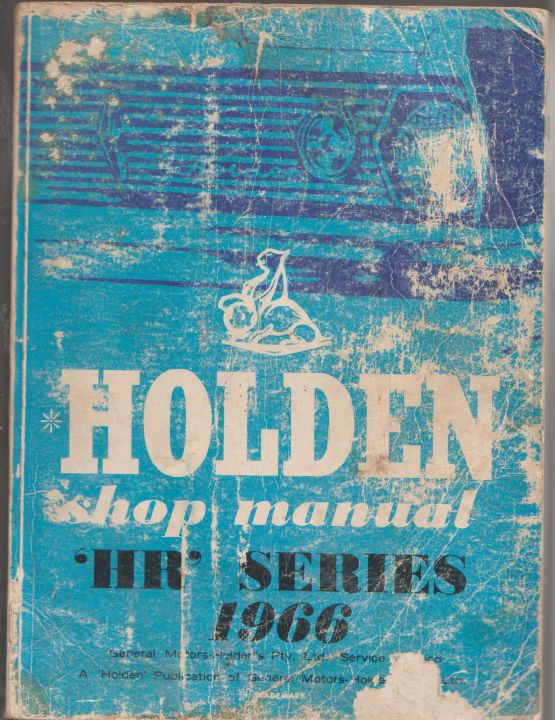 HOLDEN
shop manual
'HR' SERIES
1966
General Motors-Holden's Pty. Ltd. Service
A 'Holden' Publication of General Motors-Holden's Ltd.
TRADEMARK